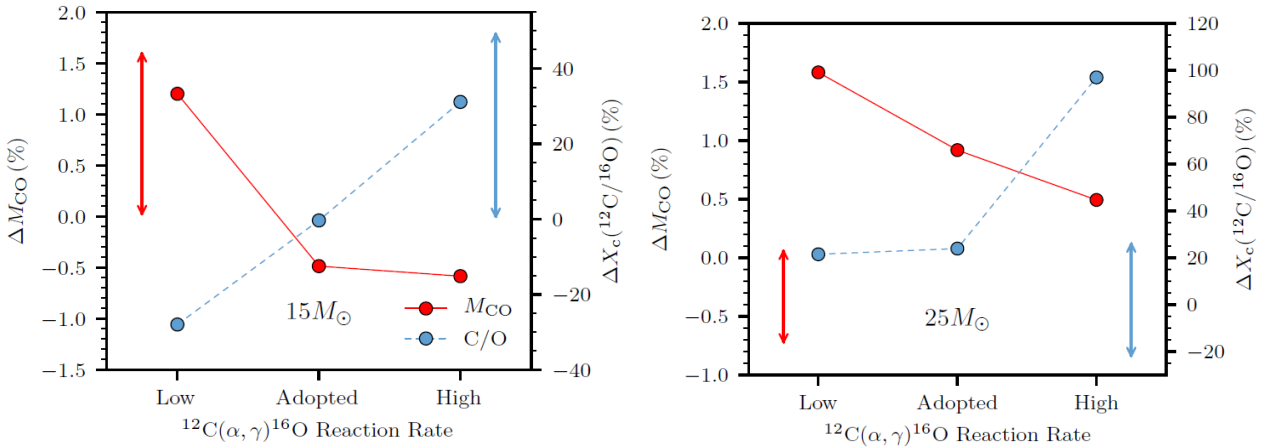 2.0
1.5
1.0
0.5
0.0
−0.5
−1.0
−1.5
ΔM_CO (%)
40
20
0
−20
−40
ΔX_c(¹²C/¹⁶O) (%)
15M_⊙
M_CO
C/O
Low Adopted High
¹²C(α, γ)¹⁶O Reaction Rate
2.0
1.5
1.0
0.5
0.0
−0.5
−1.0
ΔM_CO (%)
120
100
80
60
40
20
0
−20
ΔX_c(¹²C/¹⁶O) (%)
25M_⊙
Low Adopted High
¹²C(α, γ)¹⁶O Reaction Rate